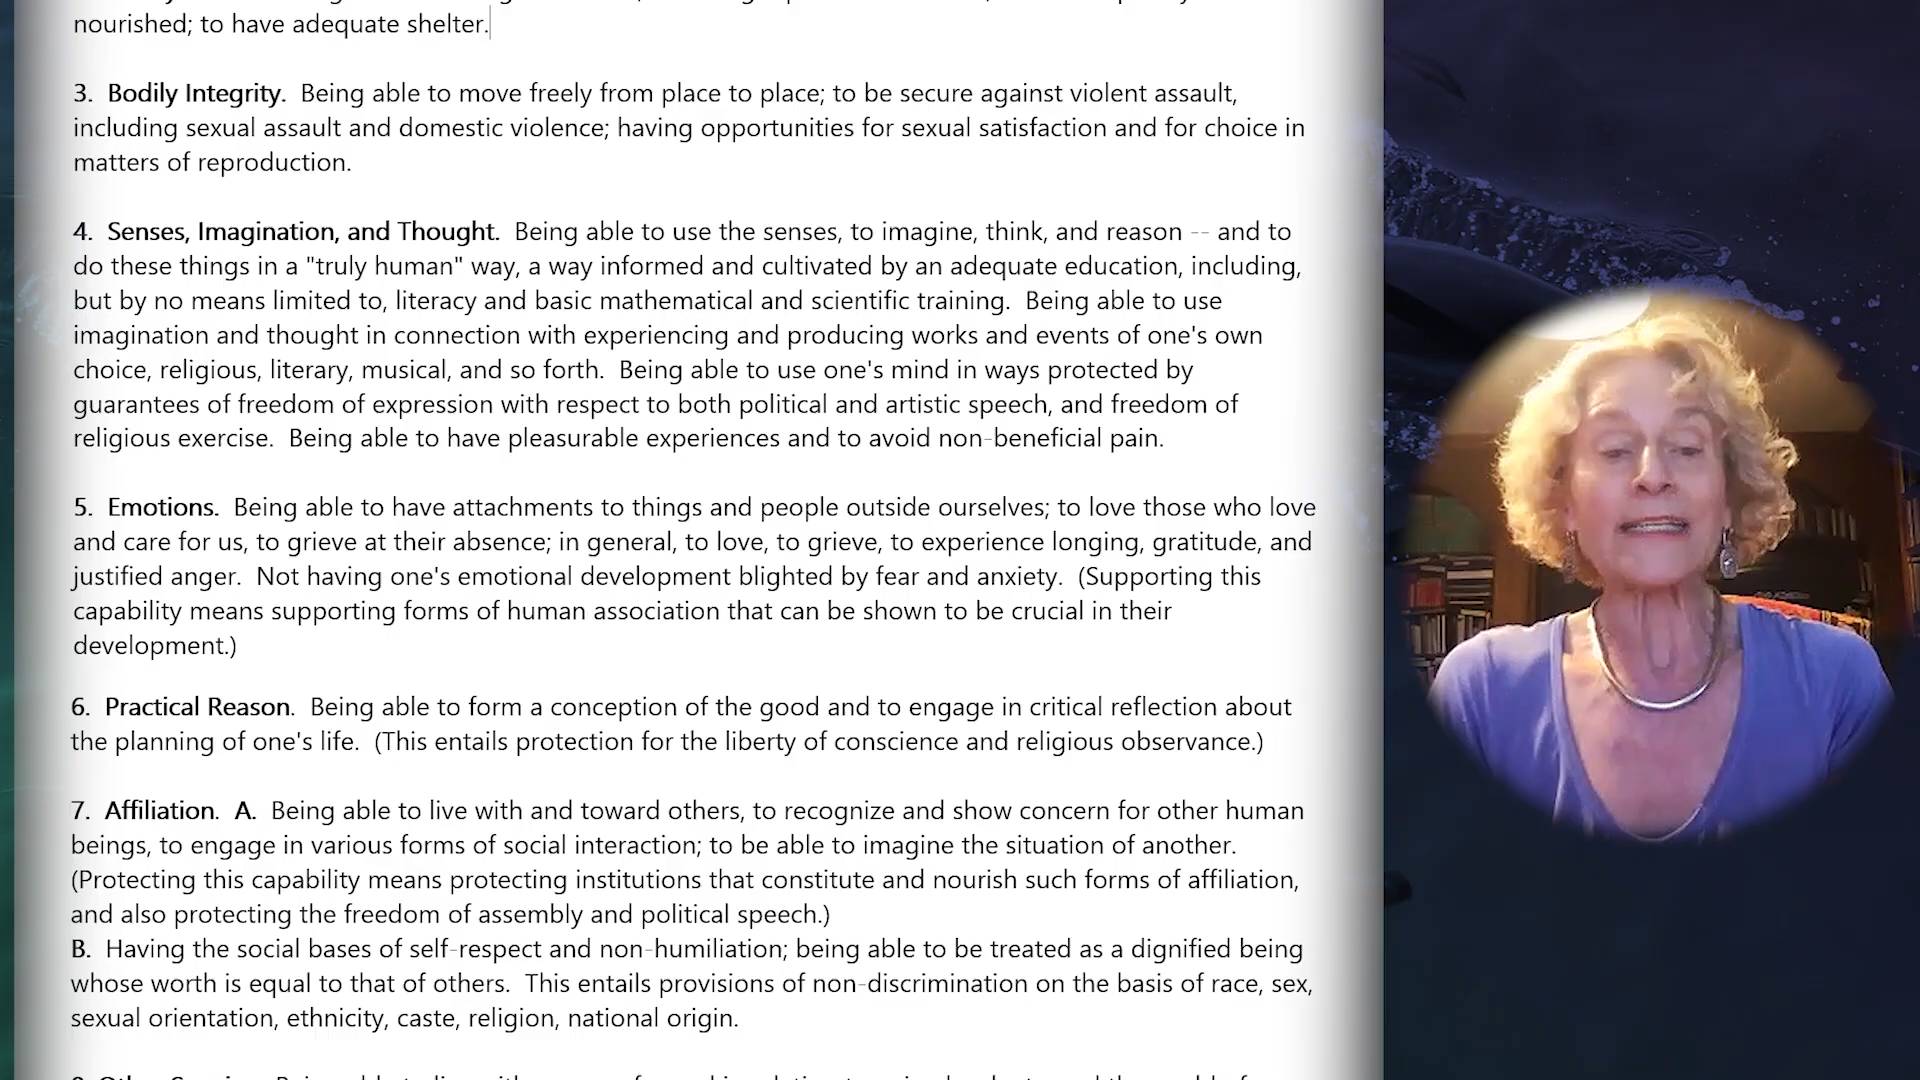 nourished; to have adequate shelter.
3. Bodily Integrity. Being able to move freely from place to place; to be secure against violent assault,
including sexual assault and domestic violence; having opportunities for sexual satisfaction and for choice in
matters of reproduction.
4. Senses, Imagination, and Thought. Being able to use the senses, to imagine, think, and reason -- and to
do these things in a "truly human" way, a way informed and cultivated by an adequate education, including,
but by no means limited to, literacy and basic mathematical and scientific training. Being able to use
imagination and thought in connection with experiencing and producing works and events of one's own
choice, religious, literary, musical, and so forth. Being able to use one's mind in ways protected by
guarantees of freedom of expression with respect to both political and artistic speech, and freedom of
religious exercise. Being able to have pleasurable experiences and to avoid non-beneficial pain.
5. Emotions. Being able to have attachments to things and people outside ourselves; to love those who love
and care for us, to grieve at their absence; in general, to love, to grieve, to experience longing, gratitude, and
justified anger. Not having one's emotional development blighted by fear and anxiety. (Supporting this
capability means supporting forms of human association that can be shown to be crucial in their
development.)
6. Practical Reason. Being able to form a conception of the good and to engage in critical reflection about
the planning of one's life. (This entails protection for the liberty of conscience and religious observance.)
7. Affiliation. A. Being able to live with and toward others, to recognize and show concern for other human
beings, to engage in various forms of social interaction; to be able to imagine the situation of another.
(Protecting this capability means protecting institutions that constitute and nourish such forms of affiliation,
and also protecting the freedom of assembly and political speech.)
B. Having the social bases of self-respect and non-humiliation; being able to be treated as a dignified being
whose worth is equal to that of others. This entails provisions of non-discrimination on the basis of race, sex,
sexual orientation, ethnicity, caste, religion, national origin.